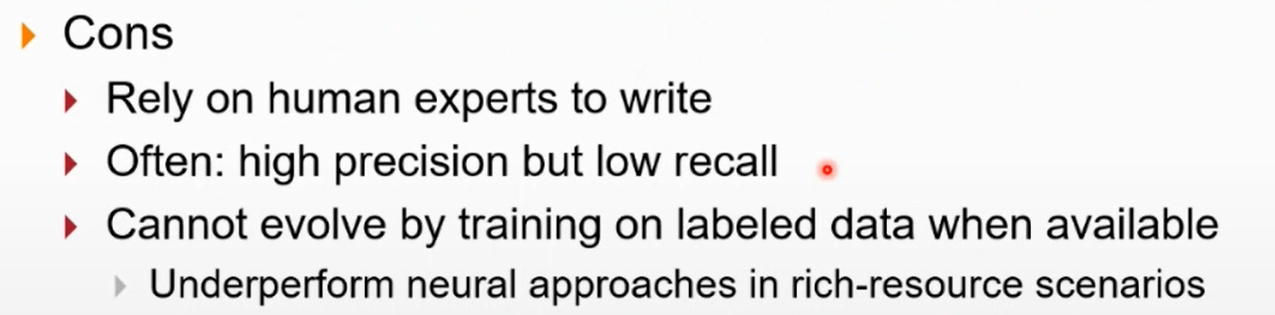 Cons
Rely on human experts to write
Often: high precision but low recall
Cannot evolve by training on labeled data when available
Underperform neural approaches in rich-resource scenarios